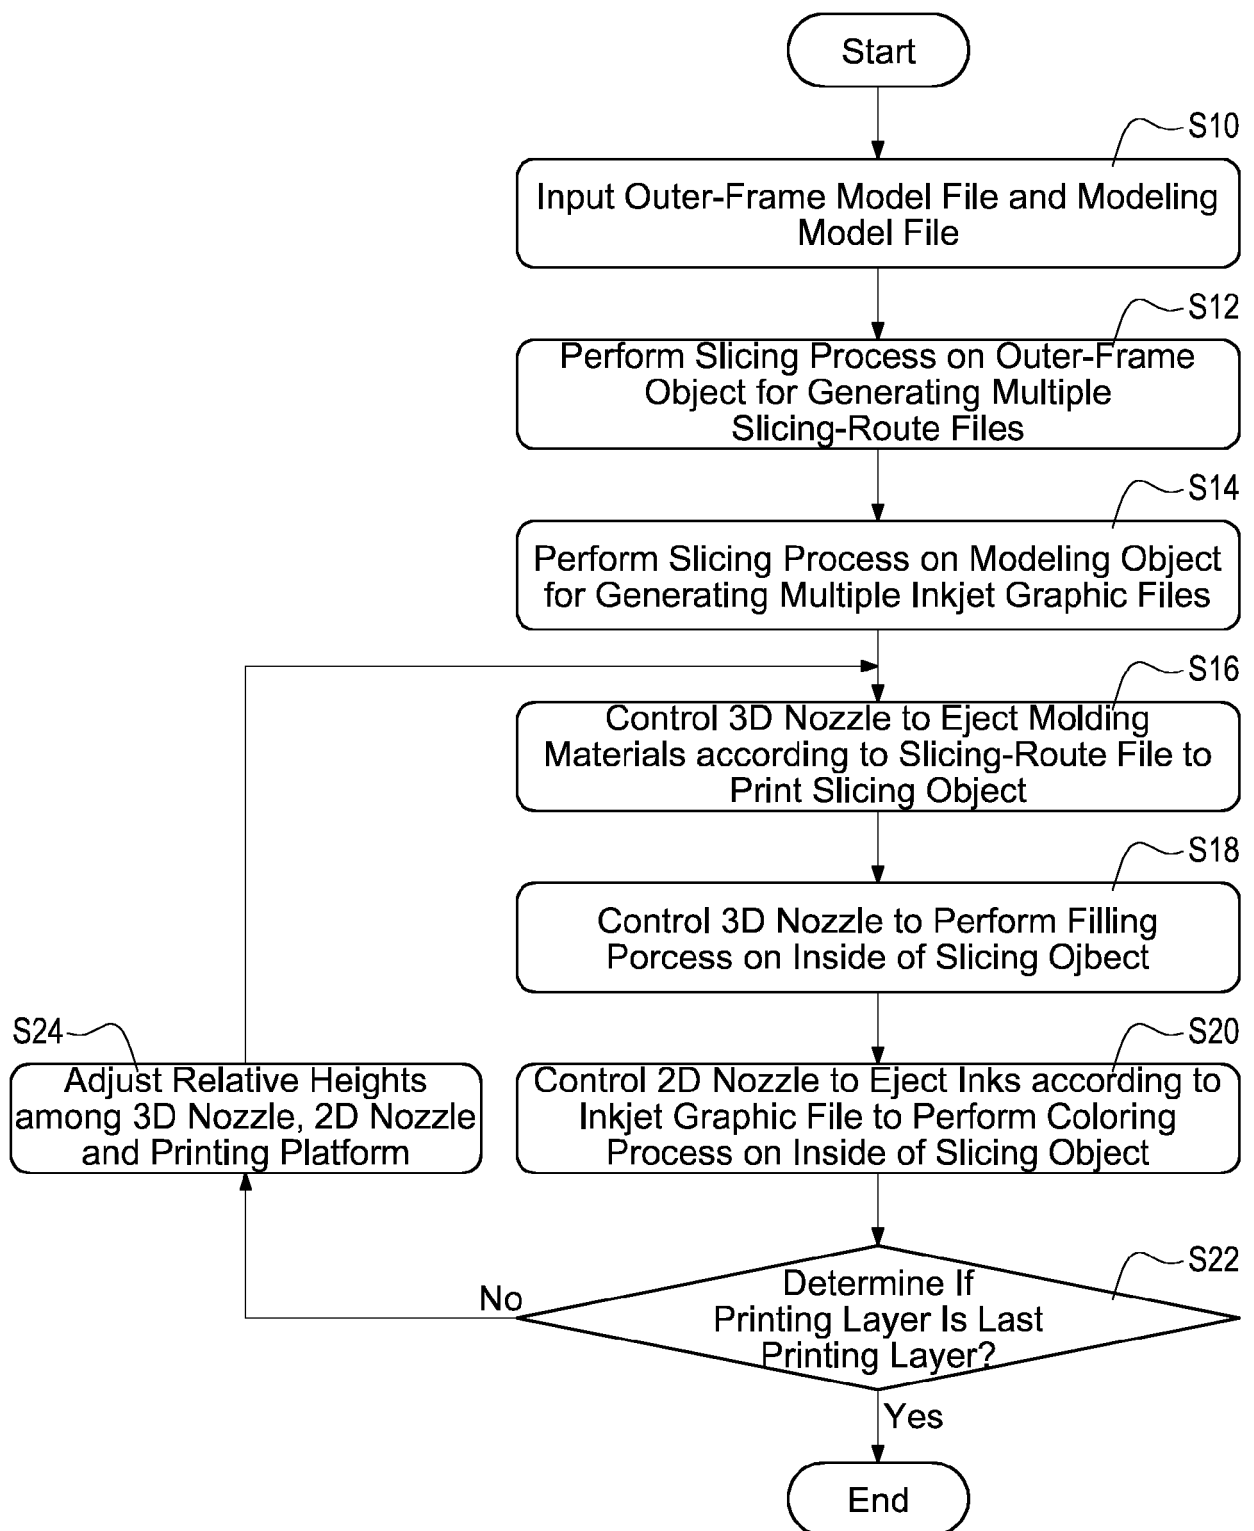 Start
S10
Input Outer-Frame Model File and Modeling
Model File
S12
Perform Slicing Process on Outer-Frame
Object for Generating Multiple
Slicing-Route Files
S14
Perform Slicing Process on Modeling Object
for Generating Multiple Inkjet Graphic Files
S16
Control 3D Nozzle to Eject Molding
Materials according to Slicing-Route File to
Print Slicing Object
S18
Control 3D Nozzle to Perform Filling
Porcess on Inside of Slicing Ojbect
S20
Control 2D Nozzle to Eject Inks according to
Inkjet Graphic File to Perform Coloring
Process on Inside of Slicing Object
S24
Adjust Relative Heights
among 3D Nozzle, 2D Nozzle
and Printing Platform
S22
Determine If
Printing Layer Is Last
Printing Layer?
No
Yes
End